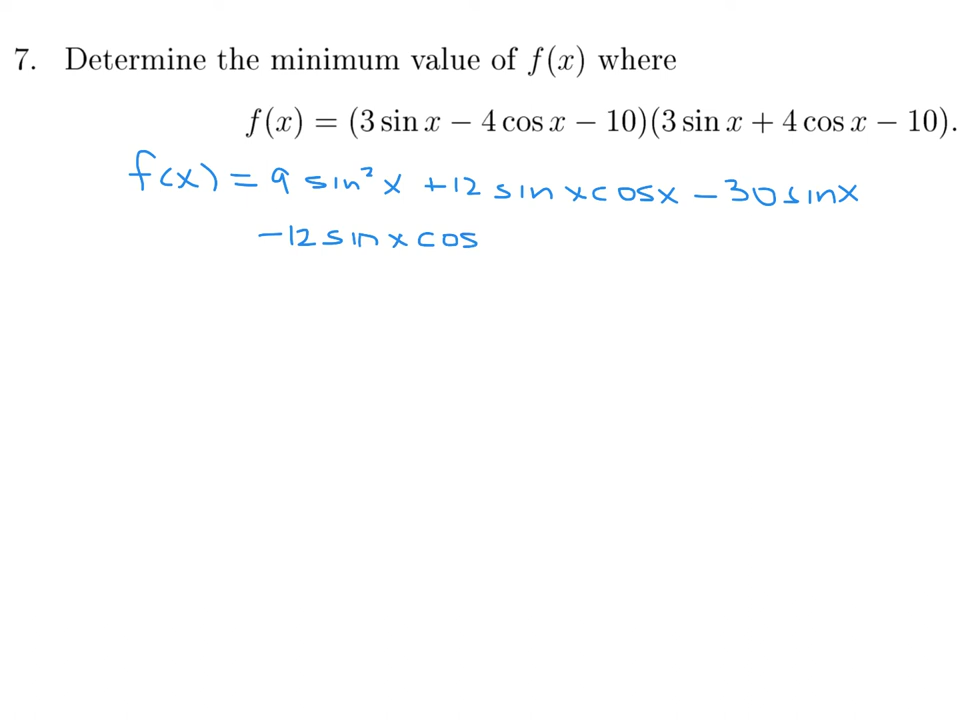 7. Determine the minimum value of f(x) where
f(x) = (3 sin x − 4 cos x − 10)(3 sin x + 4 cos x − 10).
f(x) = 9 sin² x + 12 sin x cos x − 30 sin x
− 12 sin x cos